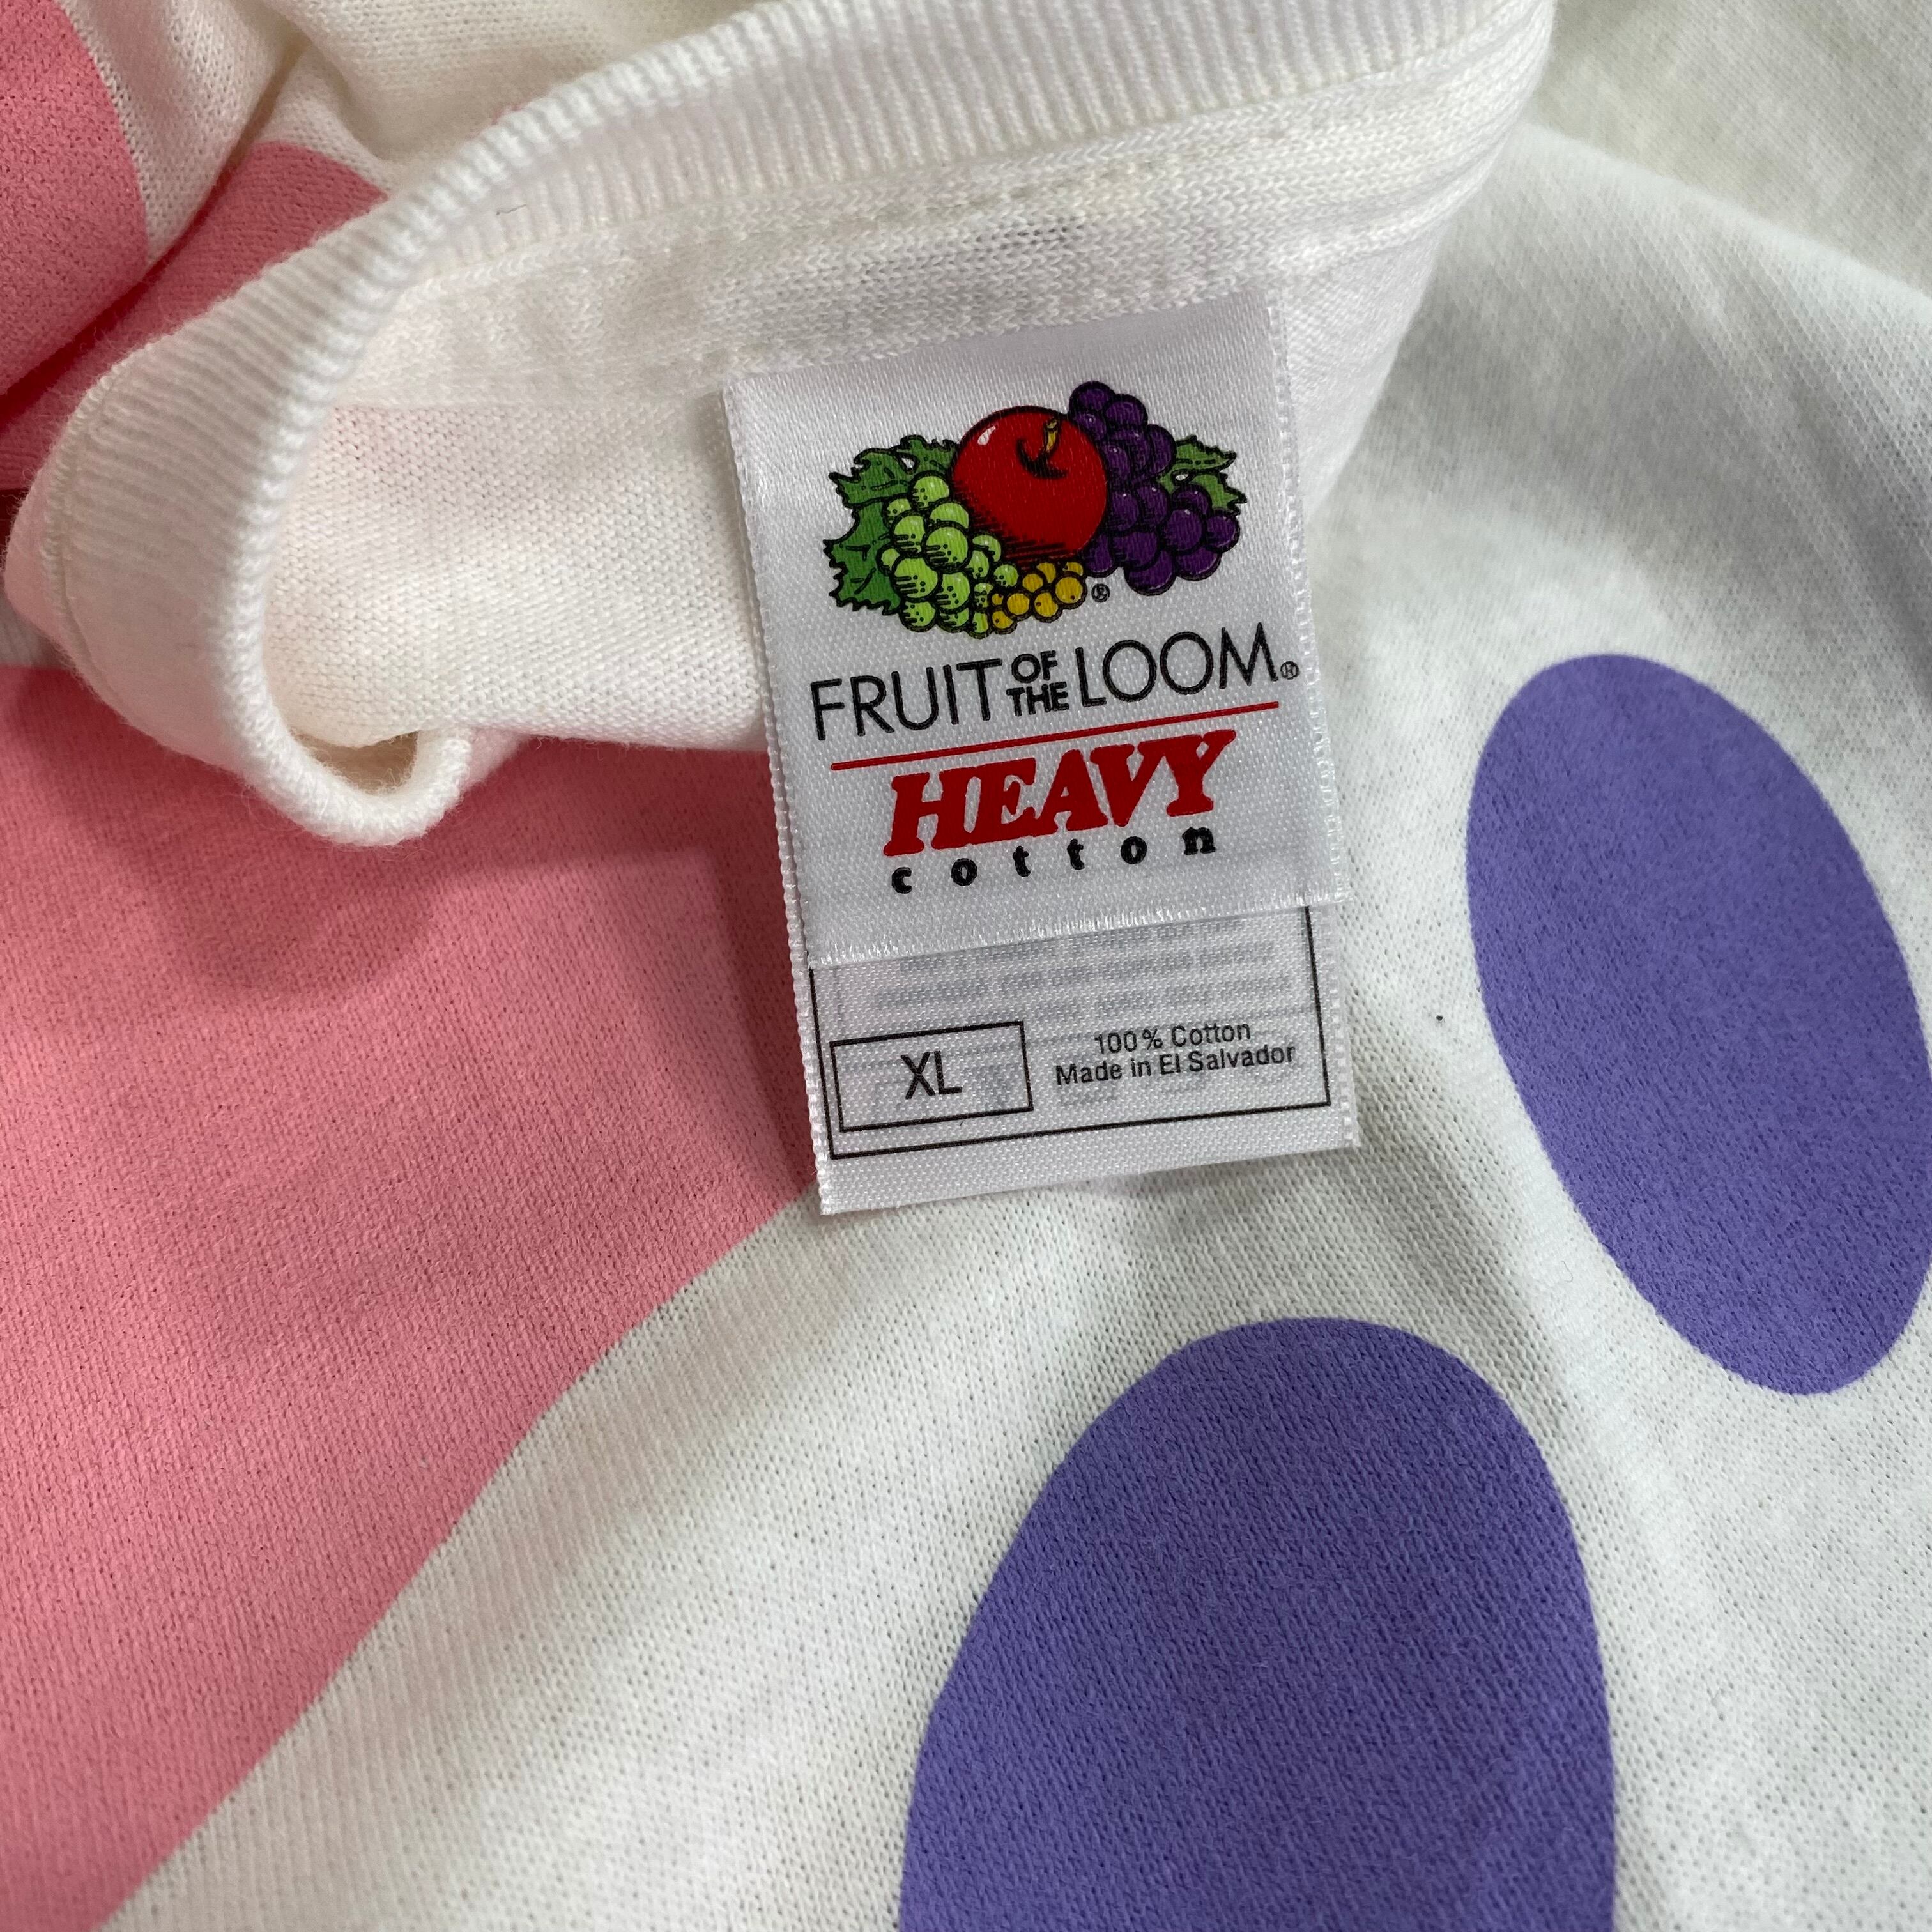 ®
FRUIT OF THE LOOM®
HEAVY
cotton
XL
100% Cotton
Made in El Salvador